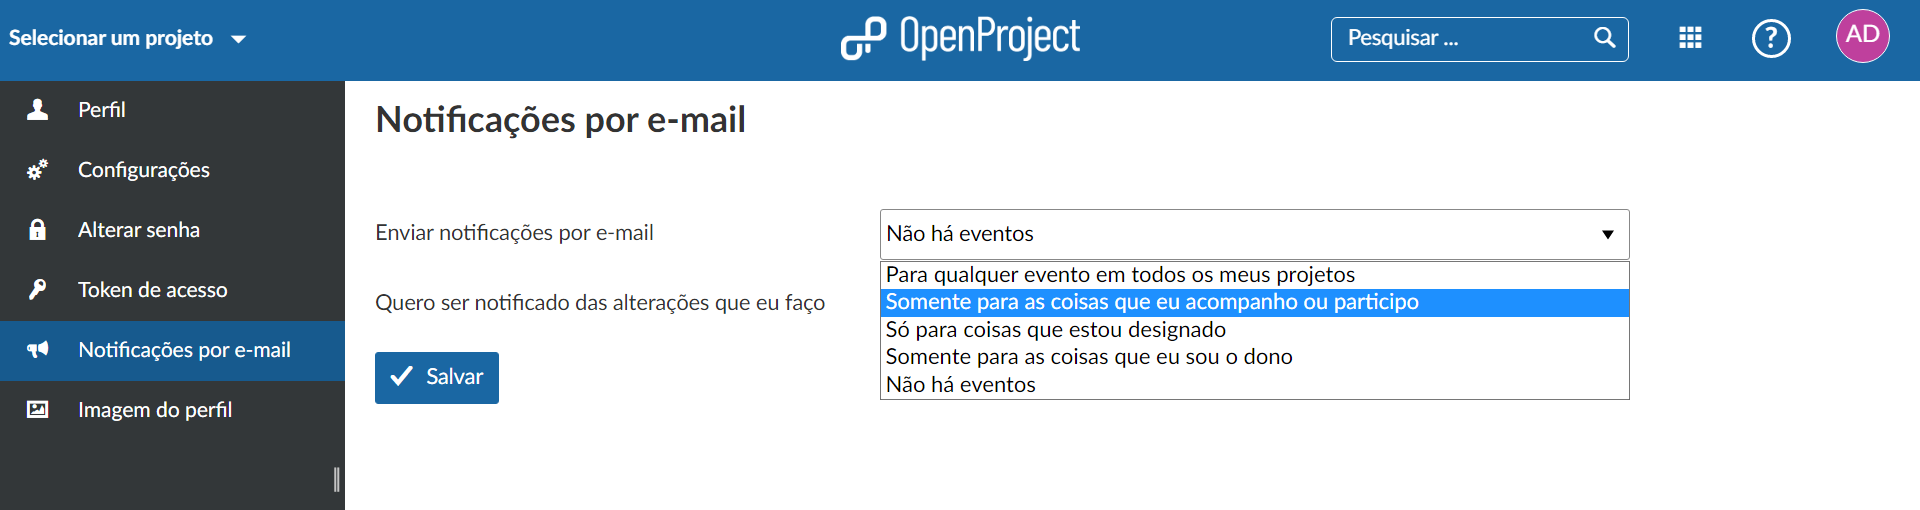 Selecionar um projeto
OpenProject
Pesquisar ...
?
AD
Perfil
Configurações
Alterar senha
Token de acesso
Notificações por e-mail
Imagem do perfil
Notificações por e-mail
Enviar notificações por e-mail
Não há eventos
Para qualquer evento em todos os meus projetos
Somente para as coisas que eu acompanho ou participo
Só para coisas que estou designado
Somente para as coisas que eu sou o dono
Não há eventos
Quero ser notificado das alterações que eu faço
Salvar